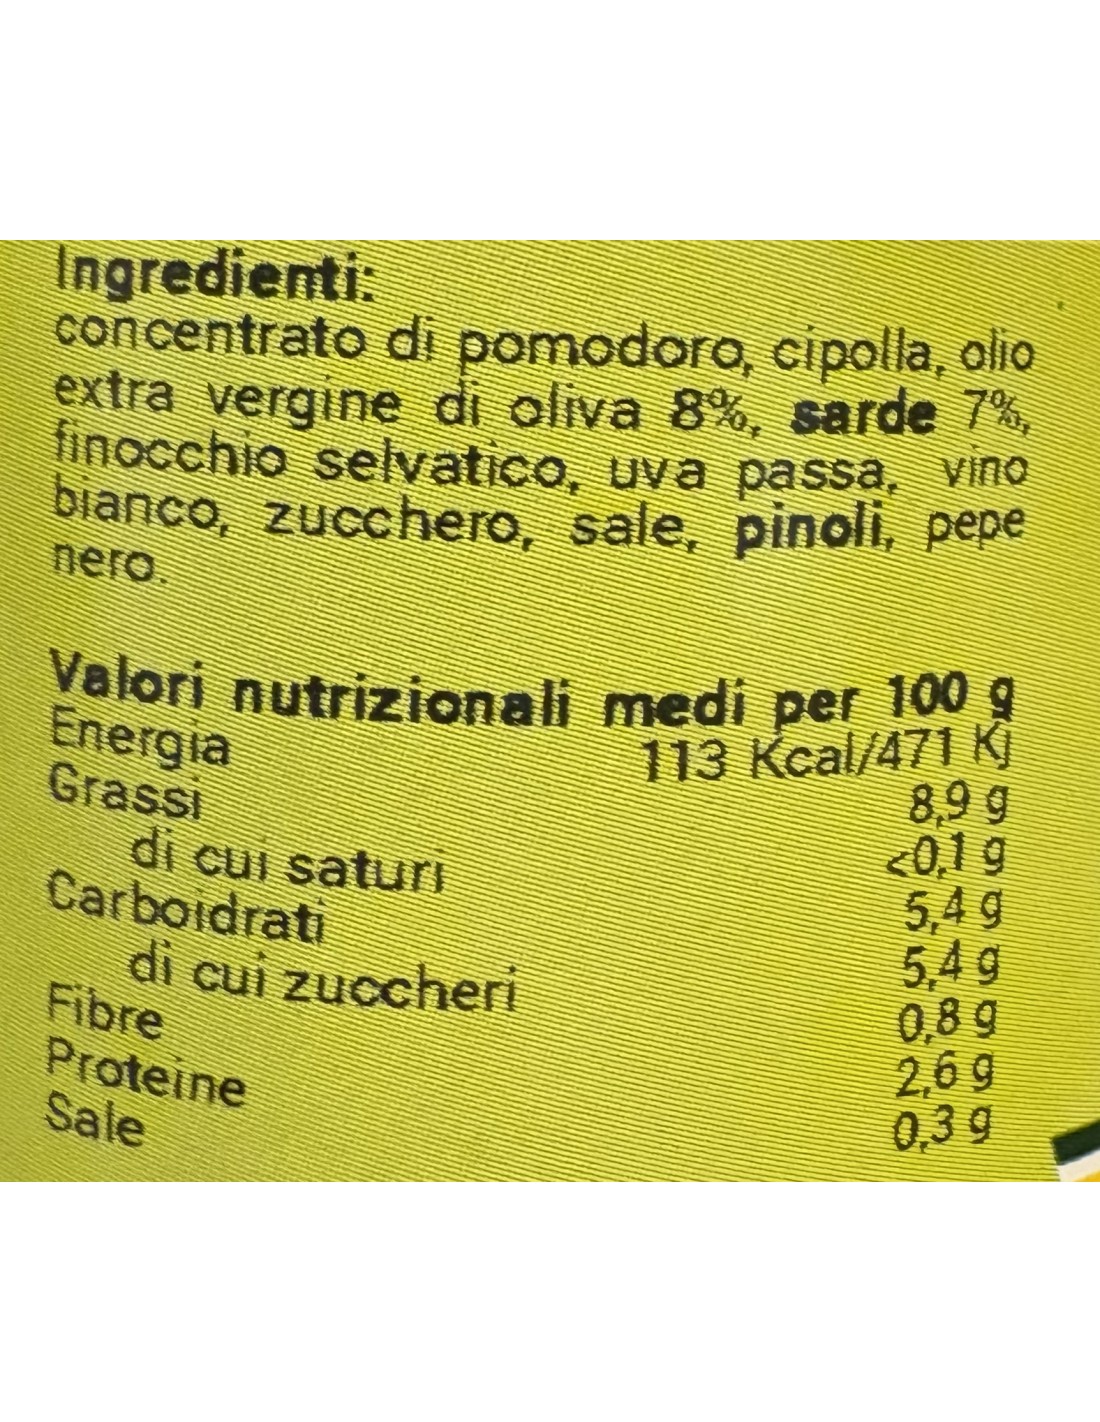 Ingredienti:
concentrato di pomodoro, cipolla, olio
extra vergine di oliva 8%, sarde 7%,
finocchio selvatico, uva passa, vino
bianco, zucchero, sale, pinoli, pepe
nero.
Valori nutrizionali medi per 100 g
Energia 113 Kcal/471 Kj
Grassi 8,9 g
di cui saturi <0,1 g
Carboidrati 5,4 g
di cui zuccheri 5,4 g
Fibre 0,8 g
Proteine 2,6 g
Sale 0,3 g